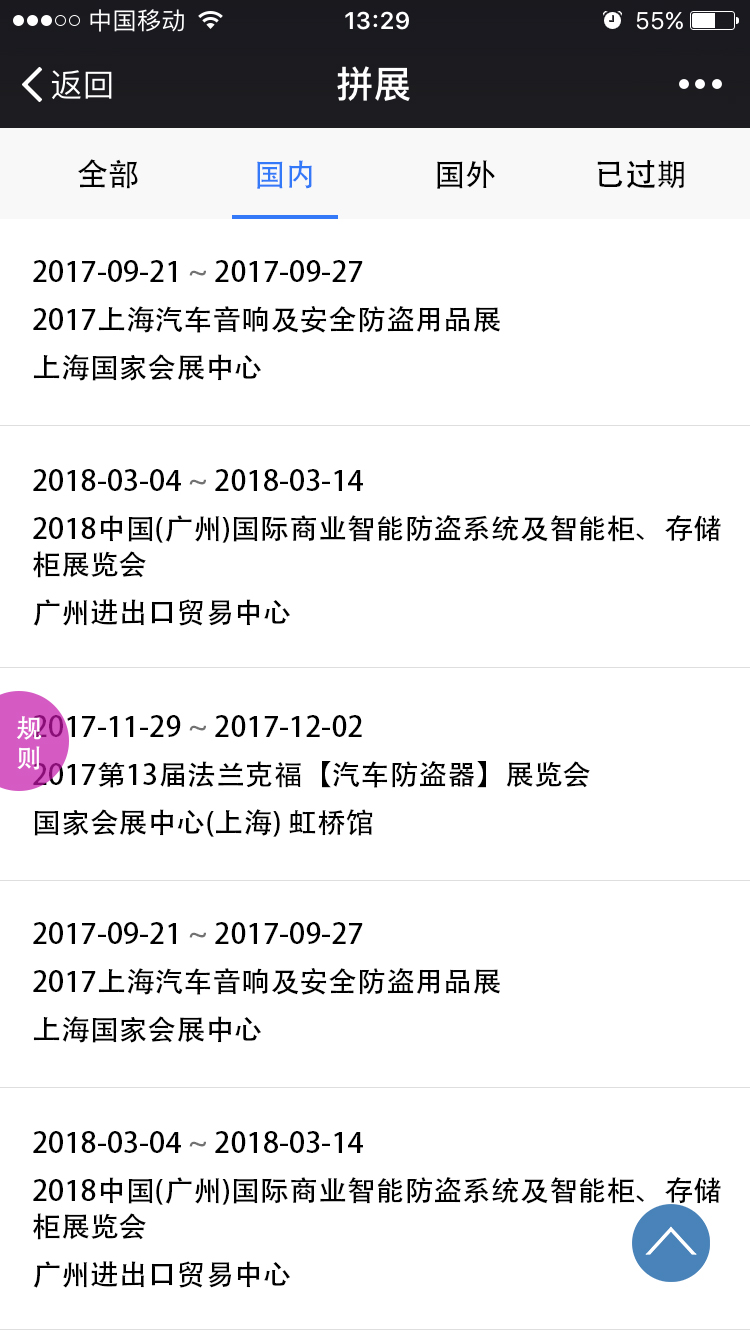 中国移动 13:29 55%
返回 拼展
全部 国内 国外 已过期
2017-09-21 ~ 2017-09-27
2017上海汽车音响及安全防盗用品展
上海国家会展中心
2018-03-04 ~ 2018-03-14
2018中国(广州)国际商业智能防盗系统及智能柜、存储
柜展览会
广州进出口贸易中心
规
则
2017-11-29 ~ 2017-12-02
2017第13届法兰克福【汽车防盗器】展览会
国家会展中心(上海) 虹桥馆
2017-09-21 ~ 2017-09-27
2017上海汽车音响及安全防盗用品展
上海国家会展中心
2018-03-04 ~ 2018-03-14
2018中国(广州)国际商业智能防盗系统及智能柜、存储
柜展览会
广州进出口贸易中心